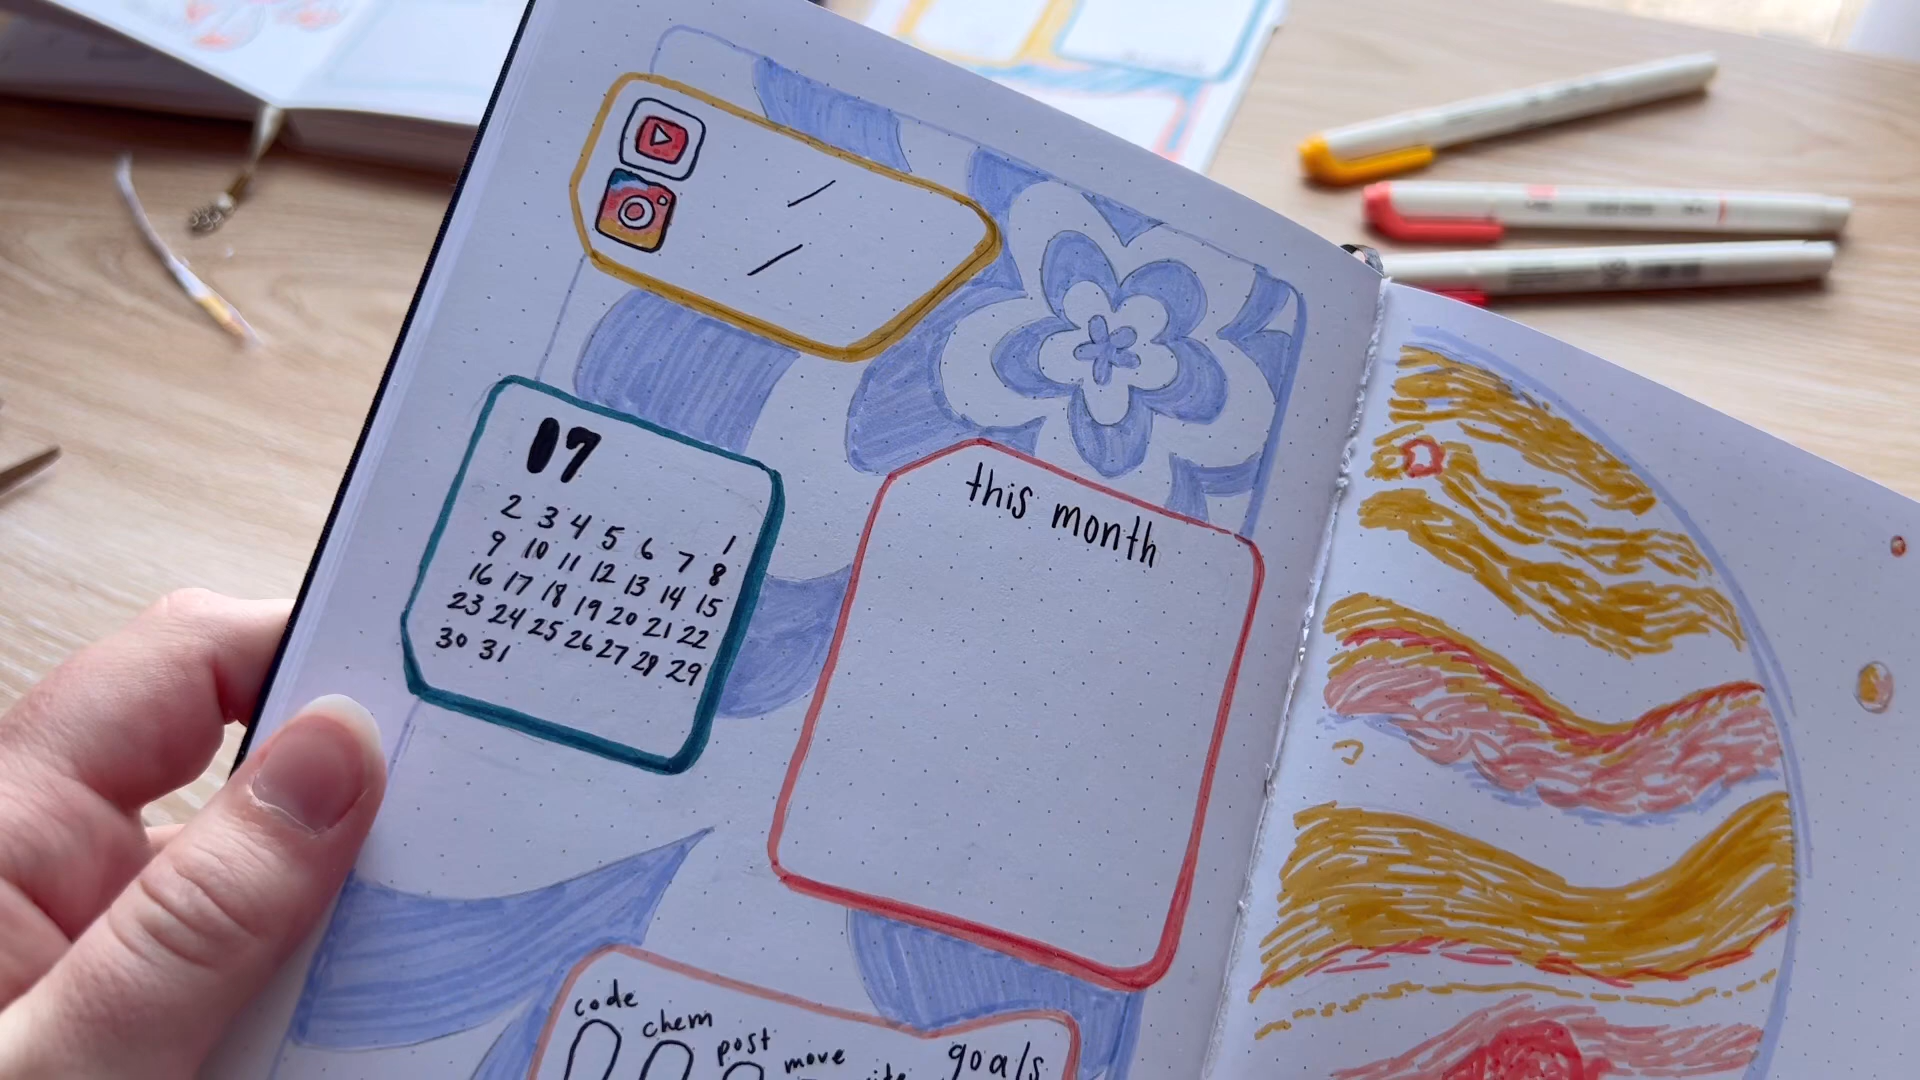 /
/
07
1
2 3 4 5 6 7 8
9 10 11 12 13 14 15
16 17 18 19 20 21 22
23 24 25 26 27 28 29
30 31
this month
code
chem
post
move
goals